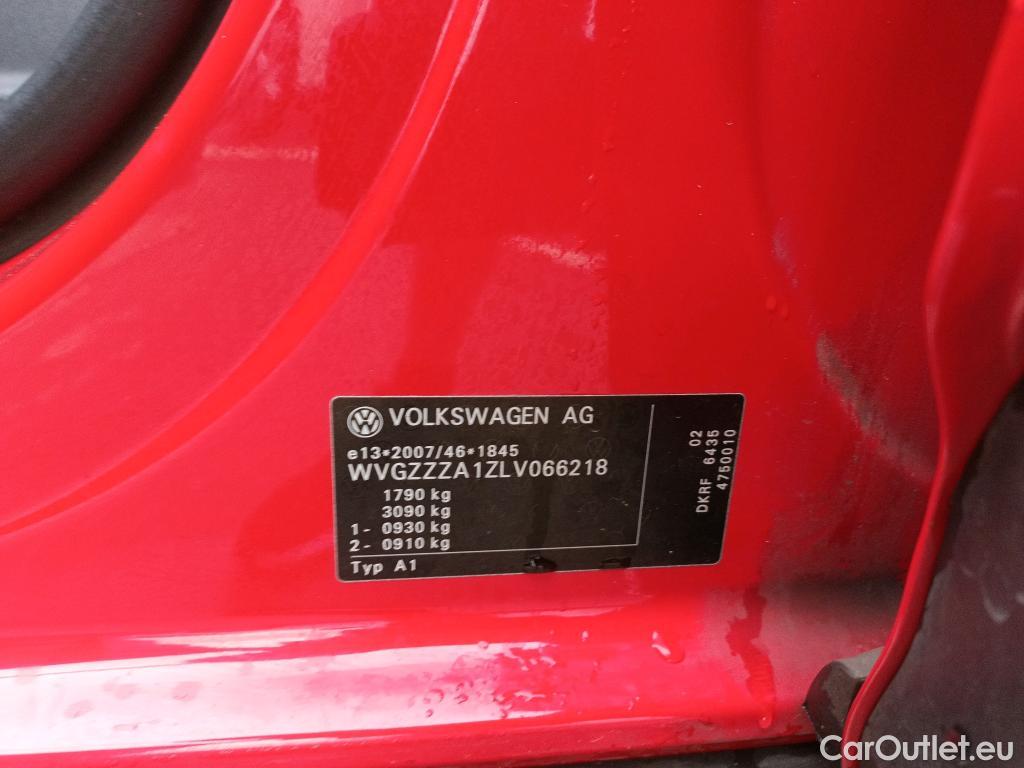 VOLKSWAGEN AG
e13*2007/46*1845
WVGZZZA1ZLV066218
1790 kg
3090 kg
1- 0930 kg
2- 0910 kg
Typ A1
DKRF 6435 02
4750010
CarOutlet.eu